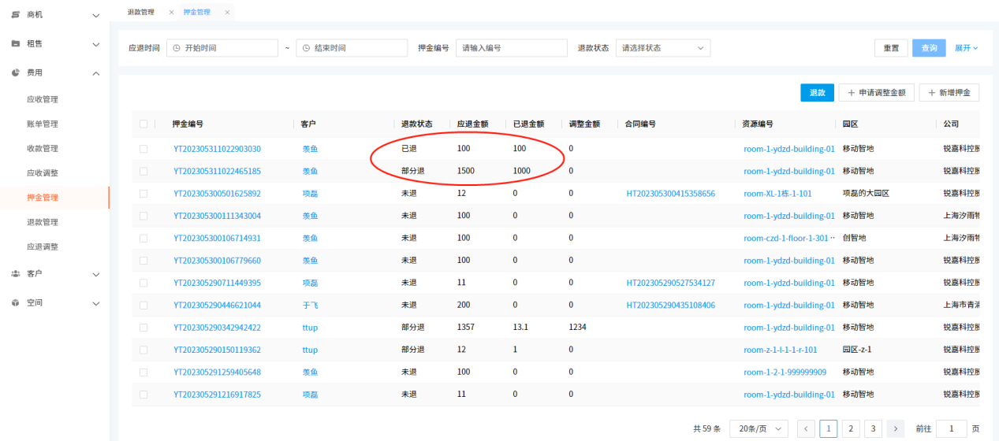 商机
租售
费用
应收管理
账单管理
收款管理
应收调整
押金管理
退款管理
应退调整
客户
空间
退款管理 × 押金管理 ×
应退时间 开始时间 ~ 结束时间 押金编号 请输入编号 退款状态 请选择状态 重置 查询 展开
退款 + 申请调整金额 + 新增押金
押金编号 客户 退款状态 应退金额 已退金额 调整金额 合同编号 资源编号 园区 公司
YT202305311022903030 羡鱼 已退 100 100 0 room-1-ydzd-building-01 移动智地 锐嘉科控股
YT202305311022465185 羡鱼 部分退 1500 1000 0 room-1-ydzd-building-01 移动智地 锐嘉科控股
YT202305300501625892 项磊 未退 12 0 0 HT202305300415358656 room-XL-1栋-1-101 项磊的大园区 锐嘉科控股
YT202305300111343004 羡鱼 未退 100 0 0 room-1-ydzd-building-01 移动智地 上海汐雨物
YT202305300106714931 羡鱼 未退 100 0 0 room-czd-1-floor-1-301 ·· 创智地 上海汐雨物
YT202305300106779660 羡鱼 未退 100 0 0 room-1-ydzd-building-01 移动智地 锐嘉科控股
YT202305290711449395 项磊 未退 11 0 0 HT202305290527534127 room-1-ydzd-building-01 移动智地 锐嘉科控股
YT202305290446621044 于飞 未退 200 0 0 HT202305290435108406 room-1-ydzd-building-01 移动智地 上海市青浦
YT202305290342942422 ttup 部分退 1357 13.1 1234 room-1-ydzd-building-01 移动智地 锐嘉科控股
YT202305290150119362 ttup 部分退 12 1 0 room-z-1-l-1-1-r-101 园区-z-1 锐嘉科控股
YT202305291259405648 羡鱼 未退 100 0 0 room-1-2-1-999999909 移动智地 锐嘉科控股
YT202305291216917825 项磊 未退 11 0 0 room-1-ydzd-building-01 移动智地 锐嘉科控股
共 59 条 20条/页 < 1 2 3 > 前往 1 页